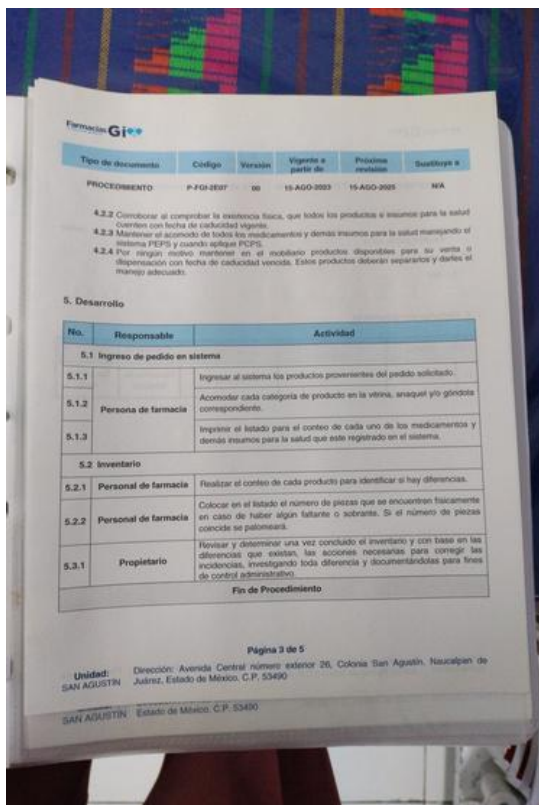 Farmacias Gi
Tipo de documento Código Versión Vigente a partir de Próxima revisión Sustituye a
PROCEDIMIENTO P-FGI-2E07 00 15-AGO-2023 15-AGO-2025 N/A
4.2.2 Corroborar al comprobar la existencia física, que todos los productos e insumos para la salud
cuenten con fecha de caducidad vigente.
4.2.3 Mantener el acomodo de todos los medicamentos y demás insumos para la salud manejando el
sistema PEPS y cuando aplique PCPS.
4.2.4 Por ningún motivo mantener en el mobiliario productos disponibles para su venta o
dispensación con fecha de caducidad vencida. Estos productos deberán separarlos y darles el
manejo adecuado.
5. Desarrollo
No. Responsable Actividad
5.1 Ingreso de pedido en sistema
5.1.1 Ingresar al sistema los productos provenientes del pedido solicitado.
5.1.2 Persona de farmacia Acomodar cada categoría de producto en la vitrina, anaquel y/o góndola
correspondiente.
5.1.3 Imprimir el listado para el conteo de cada uno de los medicamentos y
demás insumos para la salud que este registrado en el sistema.
5.2 Inventario
5.2.1 Personal de farmacia Realizar el conteo de cada producto para identificar si hay diferencias.
5.2.2 Personal de farmacia Colocar en el listado el número de piezas que se encuentren físicamente
en caso de haber algún faltante o sobrante. Si el número de piezas
coincide se palomeará.
5.3.1 Propietario Revisar y determinar una vez concluido el inventario y con base en las
diferencias que existan, las acciones necesarias para corregir las
incidencias, investigando toda diferencia y documentándolas para fines
de control administrativo.
Fin de Procedimiento
Página 3 de 5
Unidad: Dirección: Avenida Central número exterior 26, Colonia San Agustín, Naucalpan de
SAN AGUSTIN Juárez, Estado de México, C.P. 53490
SAN AGUSTIN Estado de México, C.P. 53490